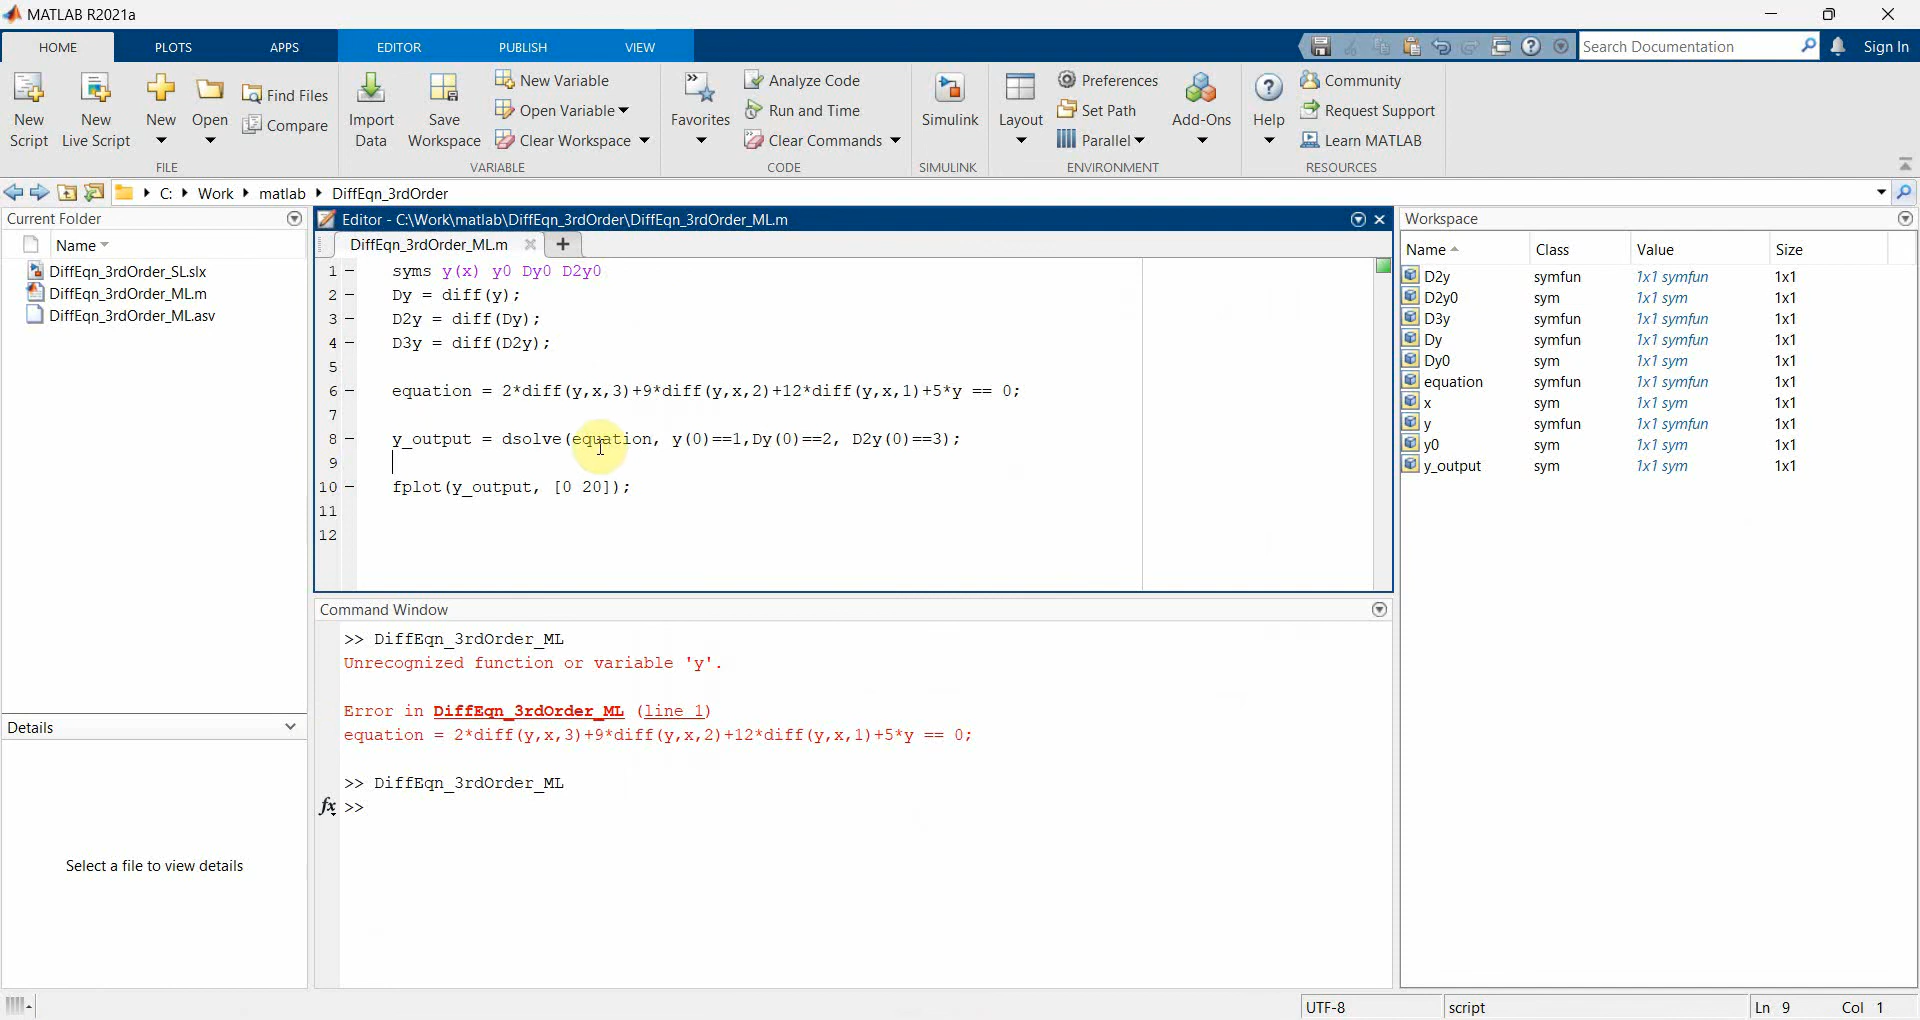 MATLAB R2021a
HOME PLOTS APPS EDITOR PUBLISH VIEW
Search Documentation Sign In
New Script
New Live Script
New
Open
Find Files
Compare
Import Data
Save Workspace
New Variable
Open Variable
Clear Workspace
Favorites
Analyze Code
Run and Time
Clear Commands
Simulink
Layout
Preferences
Set Path
Parallel
Add-Ons
Help
Community
Request Support
Learn MATLAB
FILE VARIABLE CODE SIMULINK ENVIRONMENT RESOURCES
C: Work matlab DiffEqn_3rdOrder
Current Folder
Name
DiffEqn_3rdOrder_SL.slx
DiffEqn_3rdOrder_ML.m
DiffEqn_3rdOrder_ML.asv
Details
Select a file to view details
Editor - C:\Work\matlab\DiffEqn_3rdOrder\DiffEqn_3rdOrder_ML.m
DiffEqn_3rdOrder_ML.m
1 – syms y(x) y0 Dy0 D2y0
2 – Dy = diff(y);
3 – D2y = diff(Dy);
4 – D3y = diff(D2y);
5
6 – equation = 2*diff(y,x,3)+9*diff(y,x,2)+12*diff(y,x,1)+5*y == 0;
7
8 – y_output = dsolve(equation, y(0)==1,Dy(0)==2, D2y(0)==3);
9
10 – fplot(y_output, [0 20]);
11
12
Command Window
>> DiffEqn_3rdOrder_ML
Unrecognized function or variable 'y'.
Error in DiffEqn_3rdOrder_ML (line 1)
equation = 2*diff(y,x,3)+9*diff(y,x,2)+12*diff(y,x,1)+5*y == 0;
>> DiffEqn_3rdOrder_ML
fx >>
Workspace
Name Class Value Size
D2y symfun 1x1 symfun 1x1
D2y0 sym 1x1 sym 1x1
D3y symfun 1x1 symfun 1x1
Dy symfun 1x1 symfun 1x1
Dy0 sym 1x1 sym 1x1
equation symfun 1x1 symfun 1x1
x sym 1x1 sym 1x1
y symfun 1x1 symfun 1x1
y0 sym 1x1 sym 1x1
y_output sym 1x1 sym 1x1
UTF-8 script Ln 9 Col 1